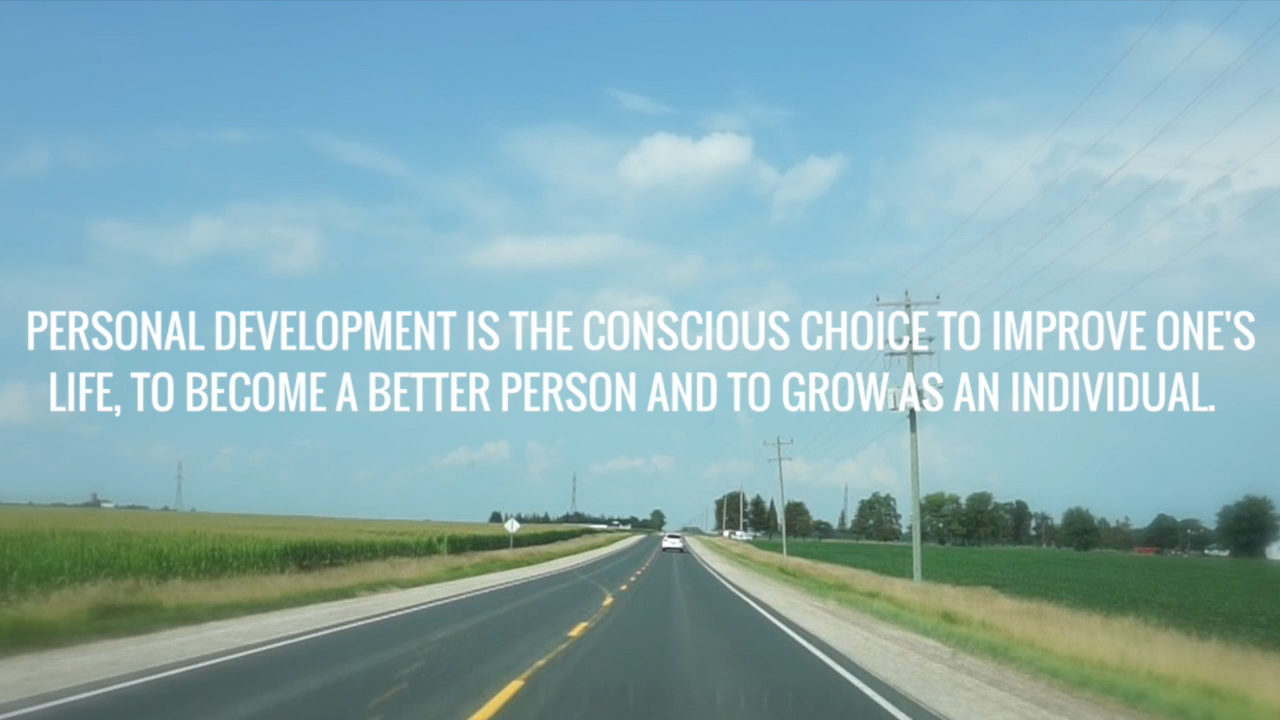 PERSONAL DEVELOPMENT IS THE CONSCIOUS CHOICE TO IMPROVE ONE'S
LIFE, TO BECOME A BETTER PERSON AND TO GROW AS AN INDIVIDUAL.